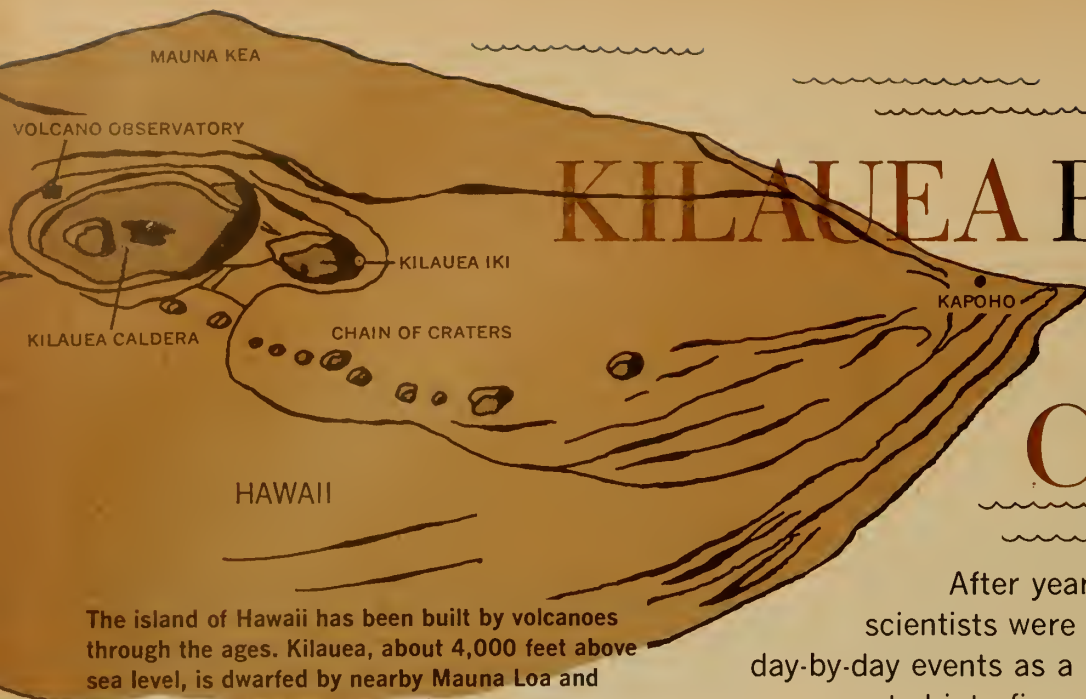 MAUNA KEA
VOLCANO OBSERVATORY
KILAUEA
KILAUEA IKI
KAPOHO
KILAUEA CALDERA
CHAIN OF CRATERS
HAWAII
The island of Hawaii has been built by volcanoes
through the ages. Kilauea, about 4,000 feet above
sea level, is dwarfed by nearby Mauna Loa and
After year
scientists were
day-by-day events as a